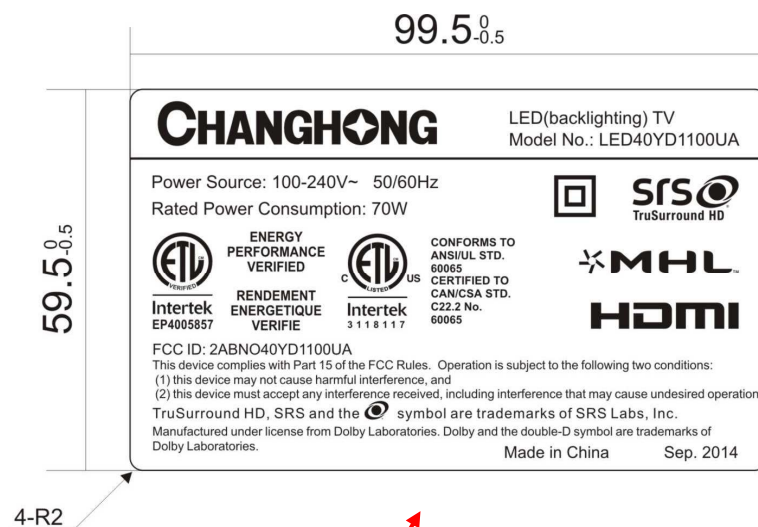 99.5 0 -0.5
59.5 0 -0.5
CHANGHONG
LED(backlighting) TV
Model No.: LED40YD1100UA
Power Source: 100-240V~ 50/60Hz
Rated Power Consumption: 70W
SRS
TruSurround HD
ETL
VERIFIED
Intertek
EP4005857
ENERGY
PERFORMANCE
VERIFIED
RENDEMENT
ENERGETIQUE
VERIFIE
C ETL US
LISTED
Intertek
3118117
CONFORMS TO
ANSI/UL STD.
60065
CERTIFIED TO
CAN/CSA STD.
C22.2 No.
60065
MHL
HDMI
FCC ID: 2ABNO40YD1100UA
This device complies with Part 15 of the FCC Rules. Operation is subject to the following two conditions:
(1) this device may not cause harmful interference, and
(2) this device must accept any interference received, including interference that may cause undesired operation
TruSurround HD, SRS and the symbol are trademarks of SRS Labs, Inc.
Manufactured under license from Dolby Laboratories. Dolby and the double-D symbol are trademarks of
Dolby Laboratories.
Made in China Sep. 2014
4-R2